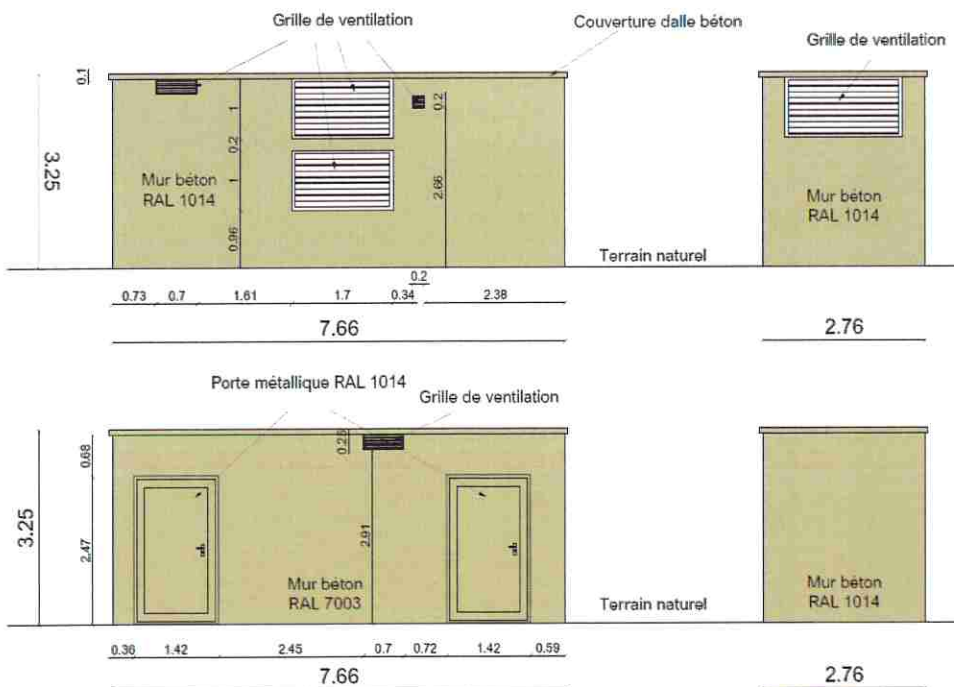 Grille de ventilation
Couverture dalle béton
Grille de ventilation
0.1
3.25
1
0.2
1
0.96
0.2
2.66
Mur béton
RAL 1014
Mur béton
RAL 1014
Terrain naturel
0.2
0.73 0.7 1.61 1.7 0.34 2.38
7.66
2.76
Porte métallique RAL 1014
Grille de ventilation
3.25
0.68
2.47
0.25
2.91
Mur béton
RAL 7003
Terrain naturel
Mur béton
RAL 1014
0.36 1.42 2.45 0.7 0.72 1.42 0.59
7.66
2.76